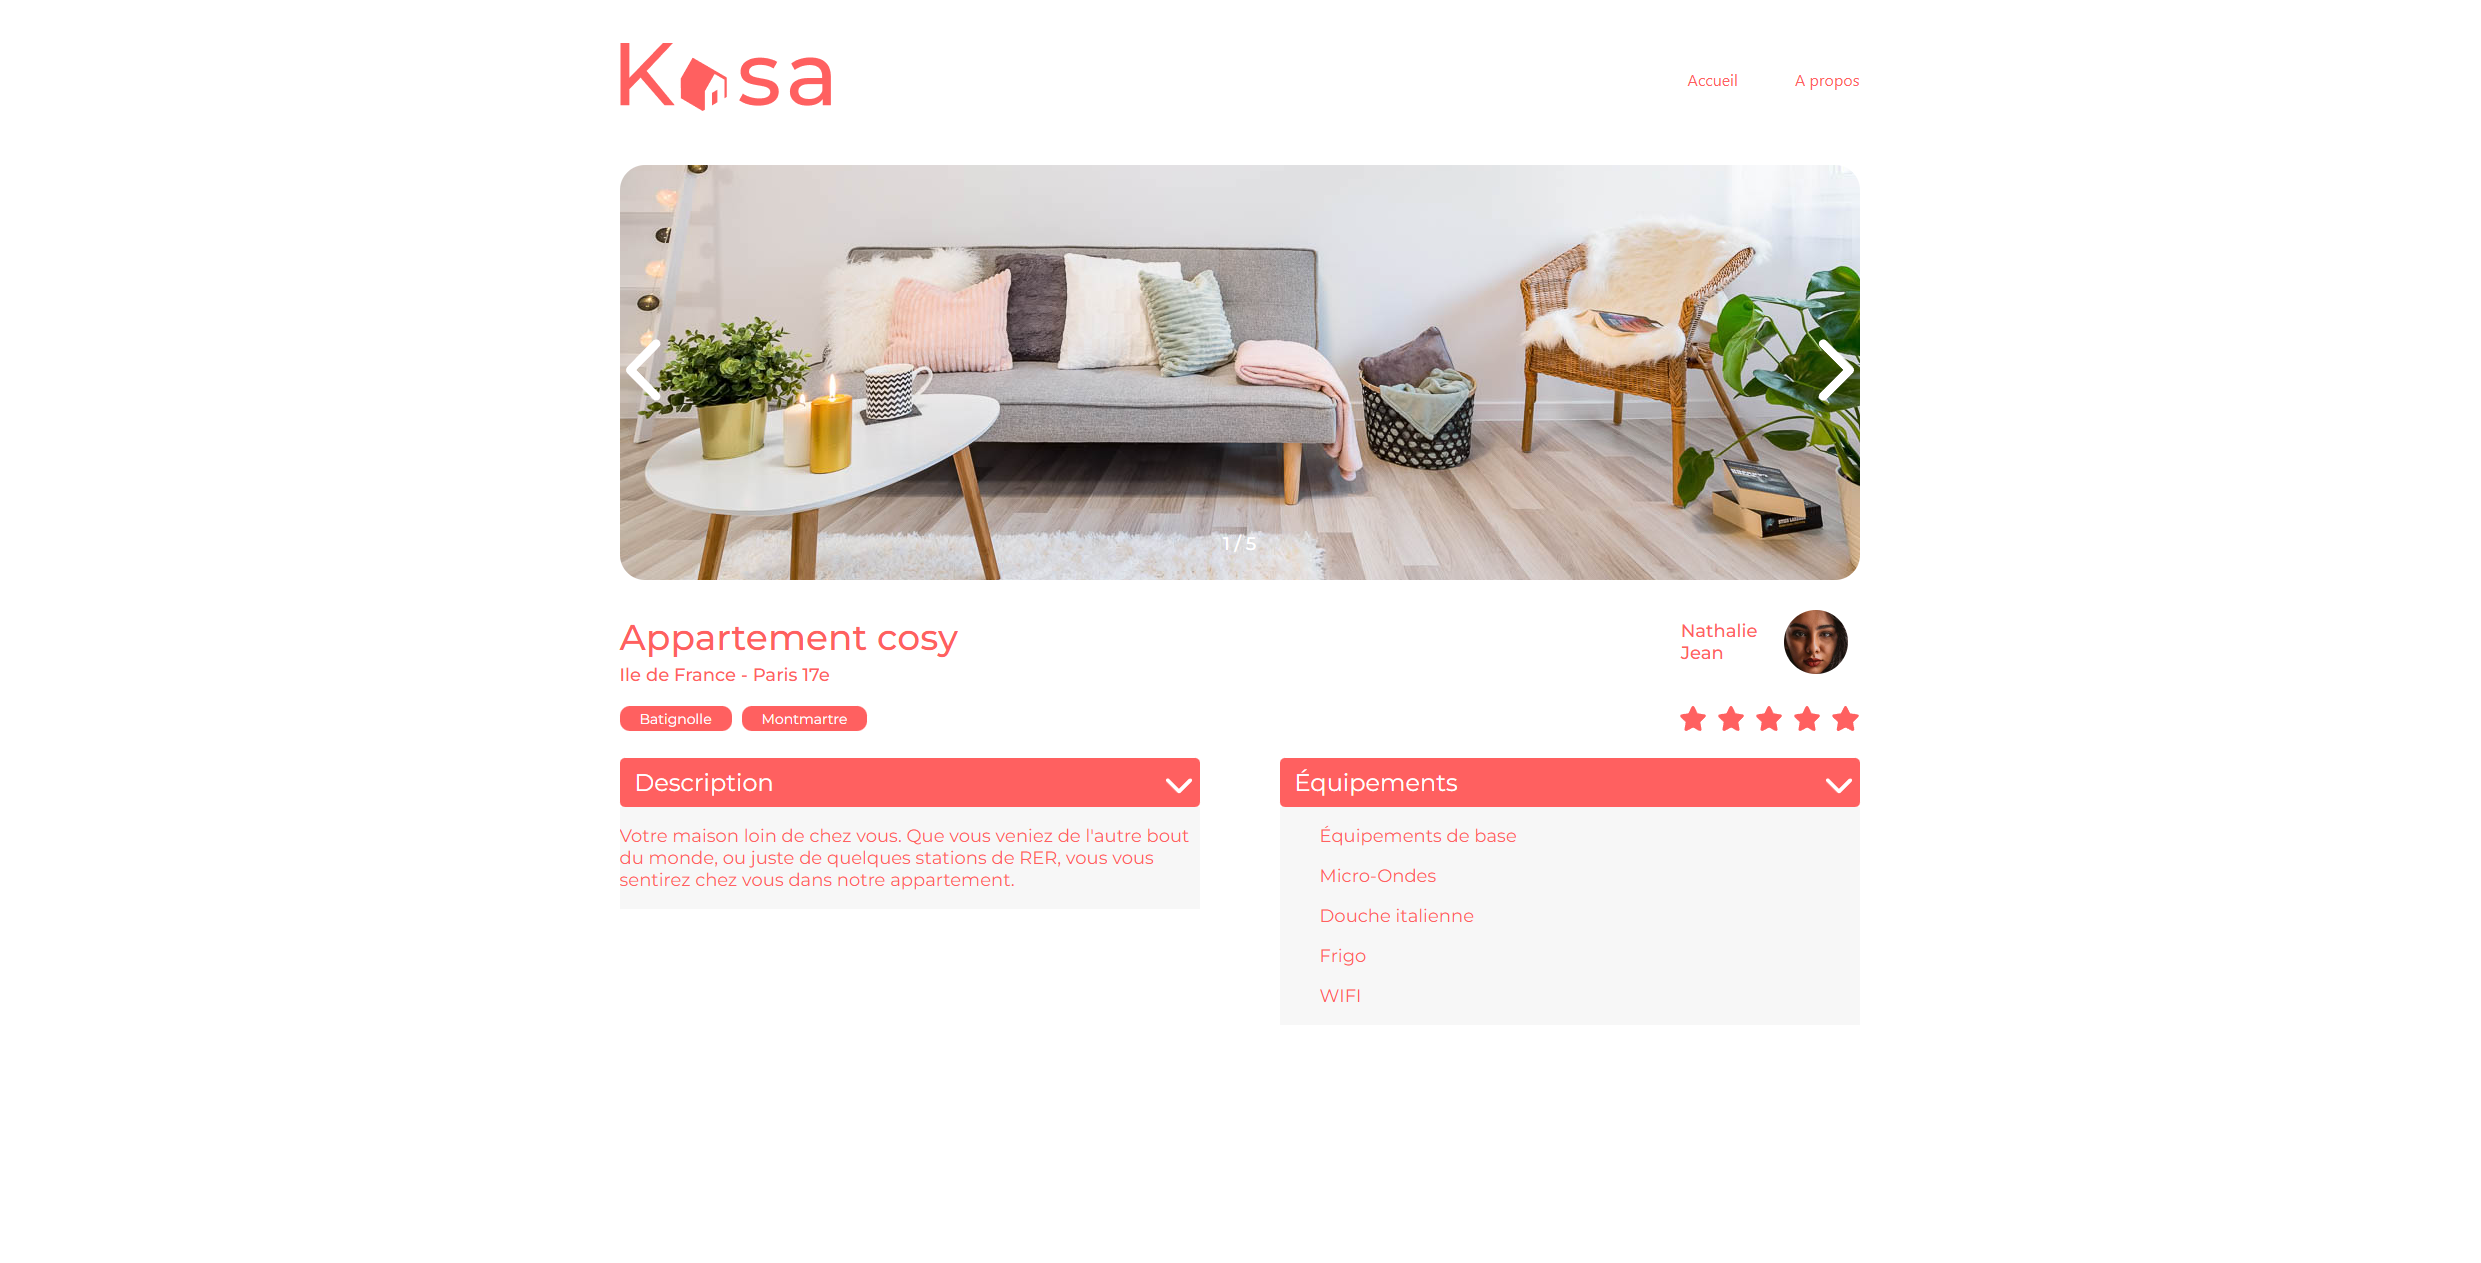 Kasa
Accueil
A propos
1 / 5
Appartement cosy
Ile de France - Paris 17e
Nathalie
Jean
Batignolle
Montmartre
Description
Votre maison loin de chez vous. Que vous veniez de l'autre bout
du monde, ou juste de quelques stations de RER, vous vous
sentirez chez vous dans notre appartement.
Équipements
Équipements de base
Micro-Ondes
Douche italienne
Frigo
WIFI